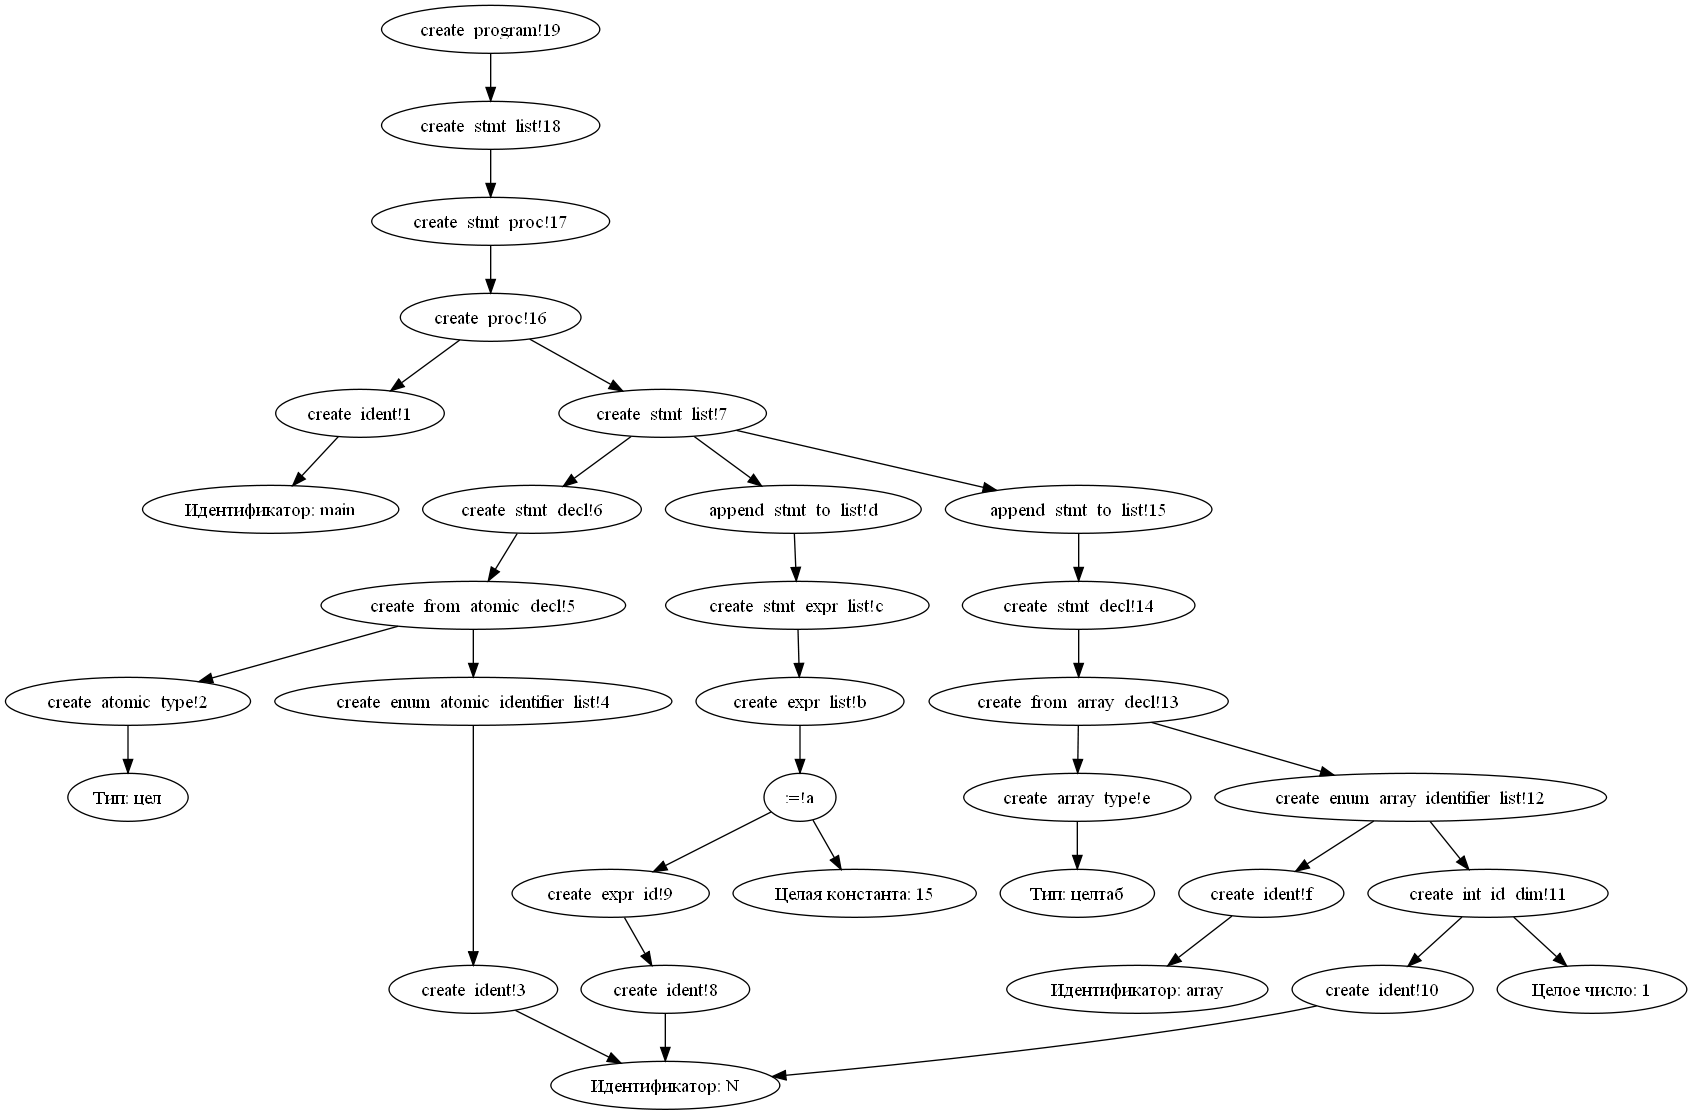 create program!19
create stmt list!18
create stmt proc!17
create proc!16
create ident!1
create stmt list!7
Идентификатор: main
create stmt decl!6
append stmt to list!d
append stmt to list!15
create from atomic decl!5
create stmt expr list!c
create stmt decl!14
create atomic type!2
create enum atomic identifier list!4
create expr list!b
create from array decl!13
Тип: цел
:=!a
create array type!e
create enum array identifier list!12
create expr id!9
Целая константа: 15
Тип: целтаб
create ident!f
create int id dim!11
create ident!3
create ident!8
Идентификатор: array
create ident!10
Целое число: 1
Идентификатор: N